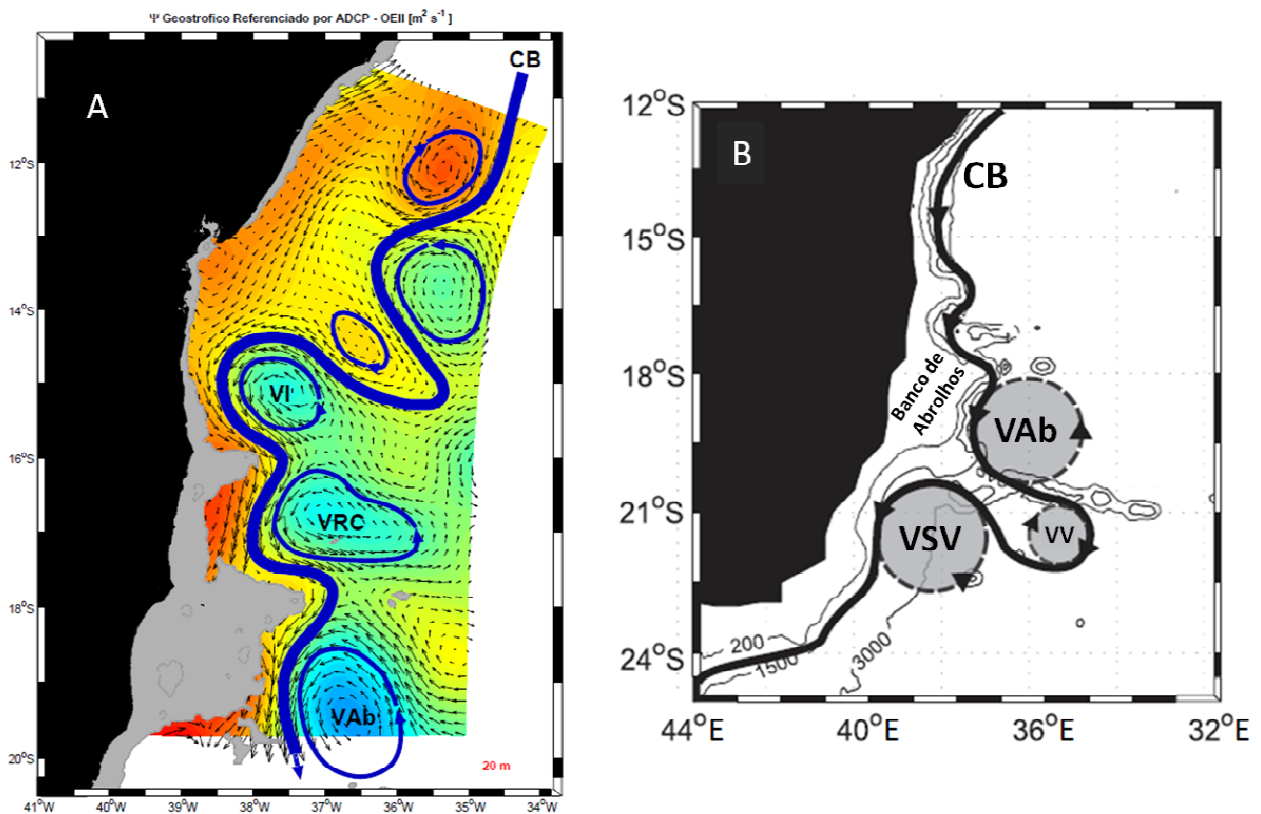 Ψ Geostrofico Referenciado por ADCP - OEII [m² s⁻¹ ]
A
CB
VI
VRC
VAb
20 m
12°S
14°S
16°S
18°S
20°S
41°W 40°W 39°W 38°W 37°W 36°W 35°W 34°W
B
CB
Banco de
Abrolhos
VAb
VSV
VV
200
1500
3000
12°S
15°S
18°S
21°S
24°S
44°E 40°E 36°E 32°E